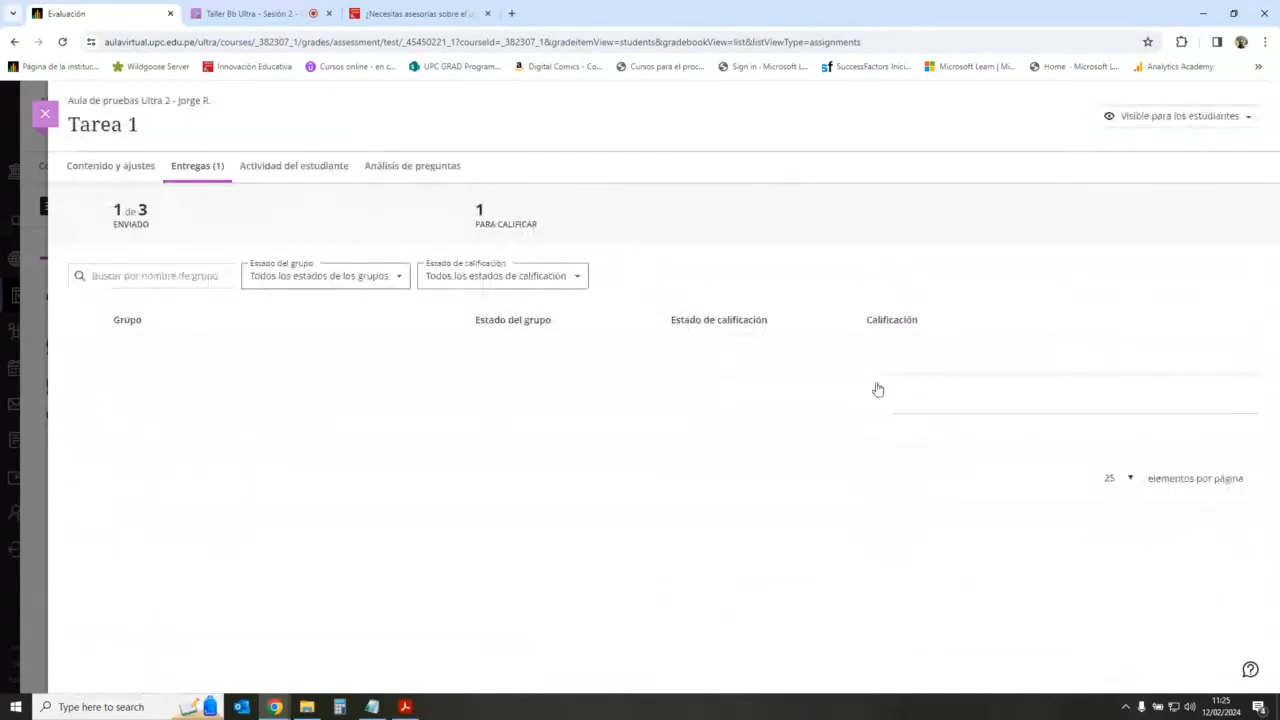 Evaluación
Taller Bb Ultra - Sesión 2 -
¿Necesitas asesorías sobre el u
aulavirtual.upc.edu.pe/ultra/courses/_382307_1/grades/assessment/test/_45450221_1?courseId=_382307_1&gradeitemView=students&gradebookView=list&listViewType=assignments
Página de la instituc...
Wildgoose Server
Innovación Educativa
Cursos online - en c...
UPC GRAD Program...
Digital Comics - Co...
Cursos para el proc...
Sign in - Microsoft L...
SuccessFactors Inici...
Microsoft Learn | Mi...
Home - Microsoft L...
Analytics Academy
Aula de pruebas Ultra 2 - Jorge R.
Tarea 1
Visible para los estudiantes
Contenido y ajustes
Entregas (1)
Actividad del estudiante
Análisis de preguntas
1 de 3
ENVIADO
1
PARA CALIFICAR
Buscar por nombre de grupo
Estado del grupo
Todos los estados de los grupos
Estado de calificación
Todos los estados de calificación
Grupo
Estado del grupo
Estado de calificación
Calificación
25
elementos por página
Type here to search
11:25
12/02/2024